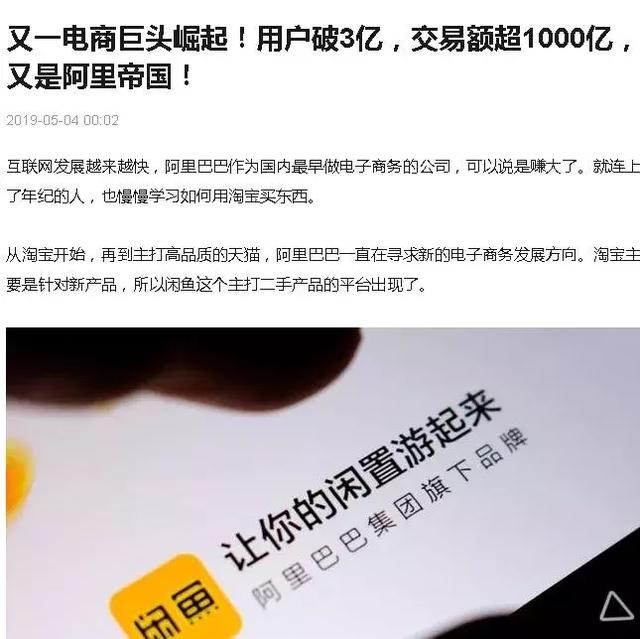 又一电商巨头崛起！用户破3亿，交易额超1000亿，
又是阿里帝国！
2019-05-04 00:02
互联网发展越来越快，阿里巴巴作为国内最早做电子商务的公司，可以说是赚大了。就连上
了年纪的人，也慢慢学习如何用淘宝买东西。
从淘宝开始，再到主打高品质的天猫，阿里巴巴一直在寻求新的电子商务发展方向。淘宝主
要是针对新产品，所以闲鱼这个主打二手产品的平台出现了。
让你的闲置游起来
阿里巴巴集团旗下品牌
闲鱼